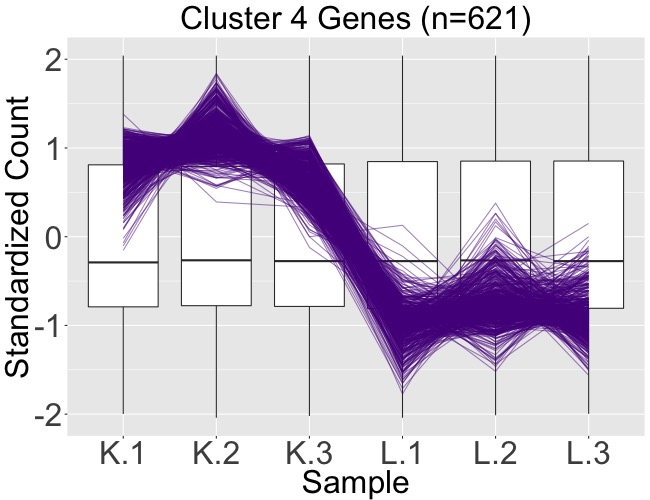 Cluster 4 Genes (n=621)
Standardized Count
2
1
0
-1
-2
K.1 K.2 K.3 L.1 L.2 L.3
Sample